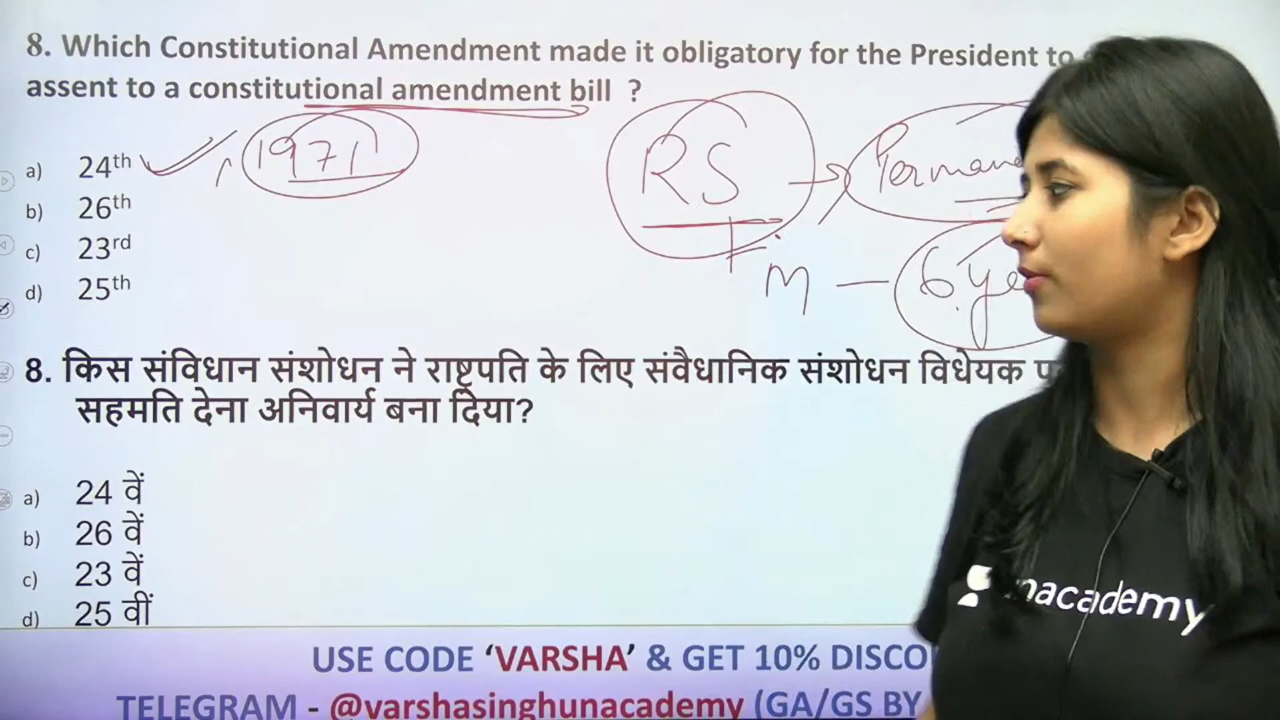 8. Which Constitutional Amendment made it obligatory for the President to
assent to a constitutional amendment bill ?
a) 24th
1971
b) 26th
c) 23rd
d) 25th
RS
M — 6
8. किस संविधान संशोधन ने राष्ट्रपति के लिए संवैधानिक संशोधन विधेयक
सहमति देना अनिवार्य बना दिया?
a) 24 वें
b) 26 वें
c) 23 वें
d) 25 वीं
USE CODE ‘VARSHA’ & GET 10%
TELEGRAM - @varshasinghunacademy (GA/GS BY
unacademy